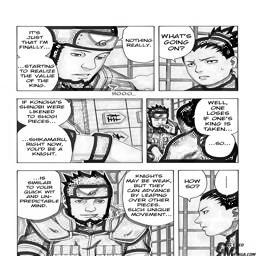 WHAT'S
GOING
ON?
NOTHING
REALLY.
IT'S
JUST THAT
I'M
FINALLY...
...STARTING
TO REALIZE
THE VALUE
OF THE
KING.
WELL,
ONE
LOSES
IF ONE'S
KING IS
TAKEN...
...SO...
IF KONOHA'S
SHINOBI WERE
LIKENED
TO SHOGI
PIECES...
...SHIKAMARU,
RIGHT NOW,
YOU'D BE A
KNIGHT.
HOW
SO?
KNIGHTS
MAY BE
WEAK, BUT
THEY CAN
ADVANCE BY
LEAPING
OVER OTHER
PIECES.
SUCH
UNIQUE
MOVEMENT...
...IS
SIMILAR TO
YOUR QUICK
WIT AND
UN-
PREDICTABLE
MIND.